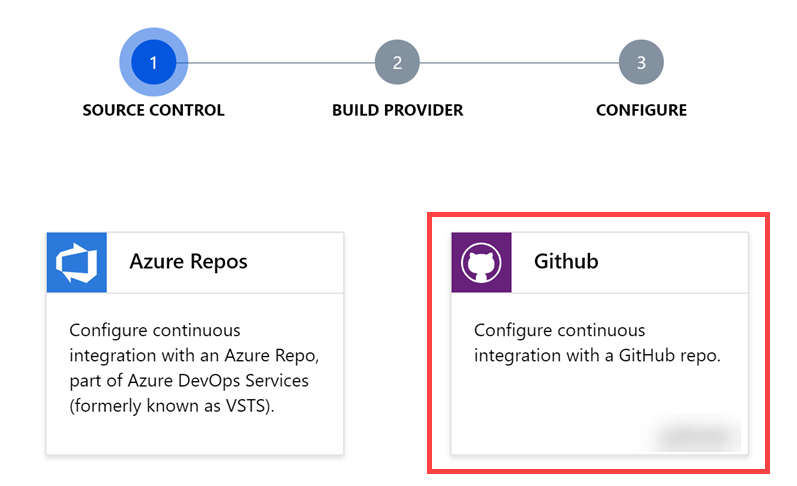 1
2
3
SOURCE CONTROL
BUILD PROVIDER
CONFIGURE
Azure Repos
Configure continuous
integration with an Azure Repo,
part of Azure DevOps Services
(formerly known as VSTS).
Github
Configure continuous
integration with a GitHub repo.